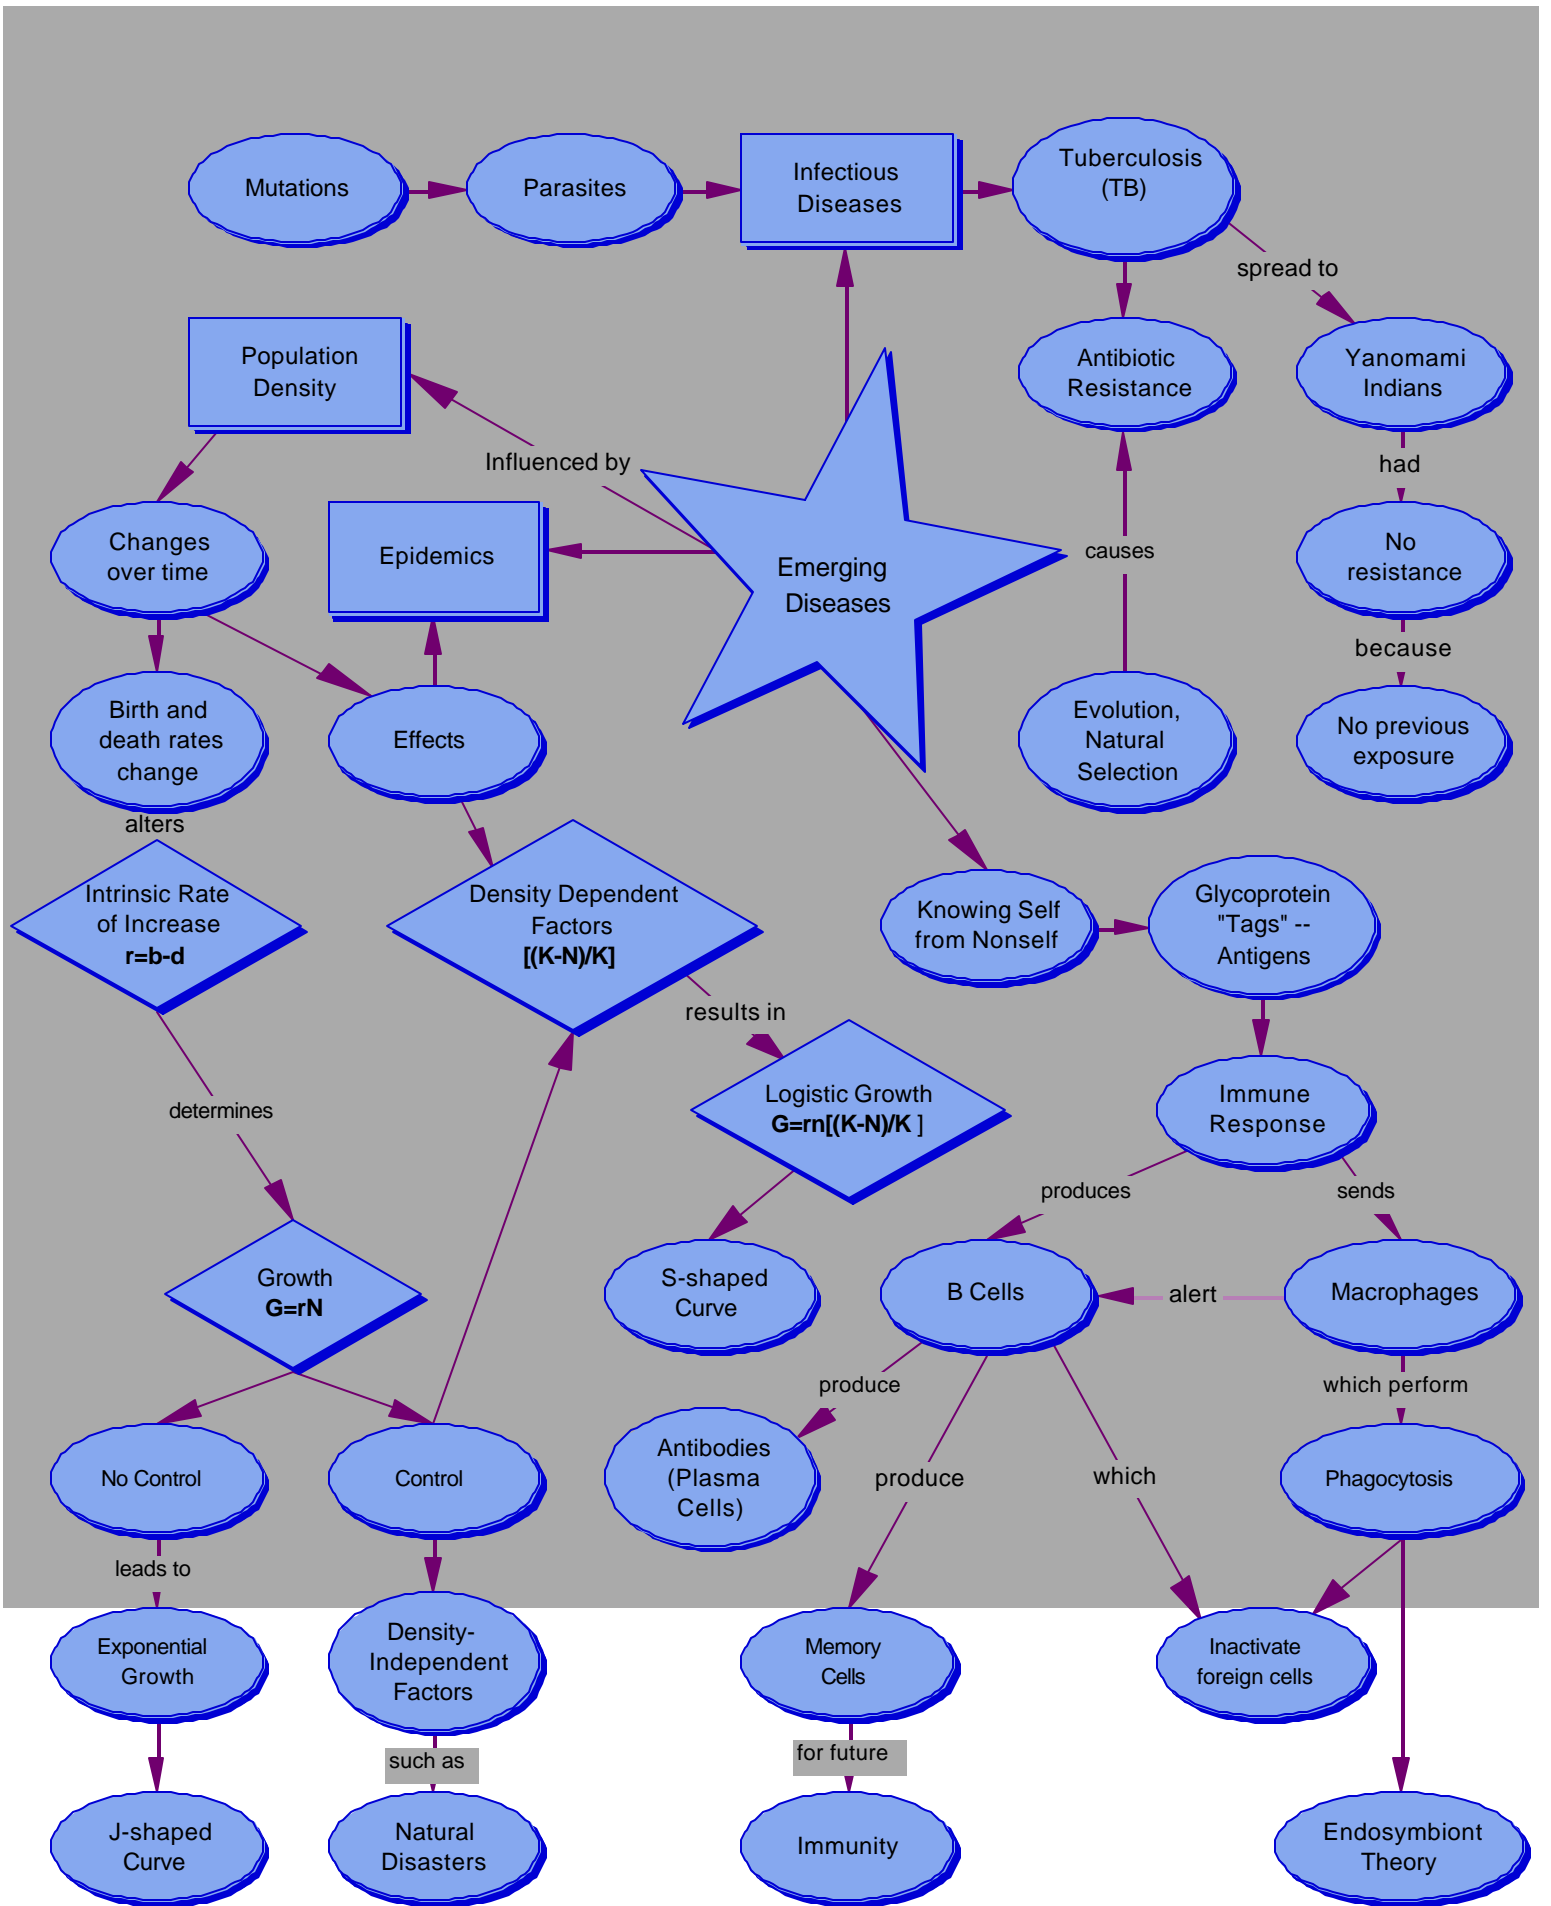 Mutations
Parasites
Infectious
Diseases
Tuberculosis
(TB)
spread to
Population
Density
Antibiotic
Resistance
Yanomami
Indians
Influenced by
had
Changes
over time
Epidemics
Emerging
Diseases
causes
No
resistance
because
Birth and
death rates
change
Effects
Evolution,
Natural
Selection
No previous
exposure
alters
Intrinsic Rate
of Increase
r=b-d
Density Dependent
Factors
[(K-N)/K]
Knowing Self
from Nonself
Glycoprotein
"Tags" --
Antigens
results in
determines
Logistic Growth
G=rn[(K-N)/K ]
Immune
Response
produces
sends
Growth
G=rN
S-shaped
Curve
B Cells
alert
Macrophages
produce
which perform
No Control
Control
Antibodies
(Plasma
Cells)
produce
which
Phagocytosis
leads to
Exponential
Growth
Density-
Independent
Factors
Memory
Cells
Inactivate
foreign cells
such as
for future
J-shaped
Curve
Natural
Disasters
Immunity
Endosymbiont
Theory